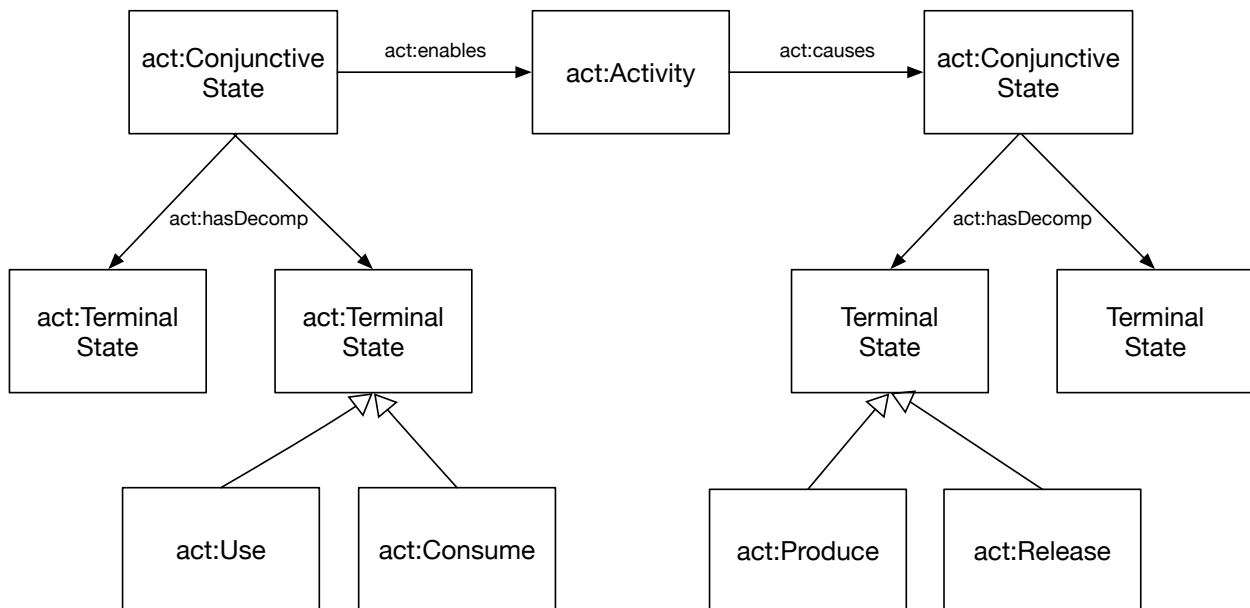 act:Conjunctive
State
act:enables
act:Activity
act:causes
act:Conjunctive
State
act:hasDecomp
act:hasDecomp
act:Terminal
State
act:Terminal
State
Terminal
State
Terminal
State
act:Use
act:Consume
act:Produce
act:Release